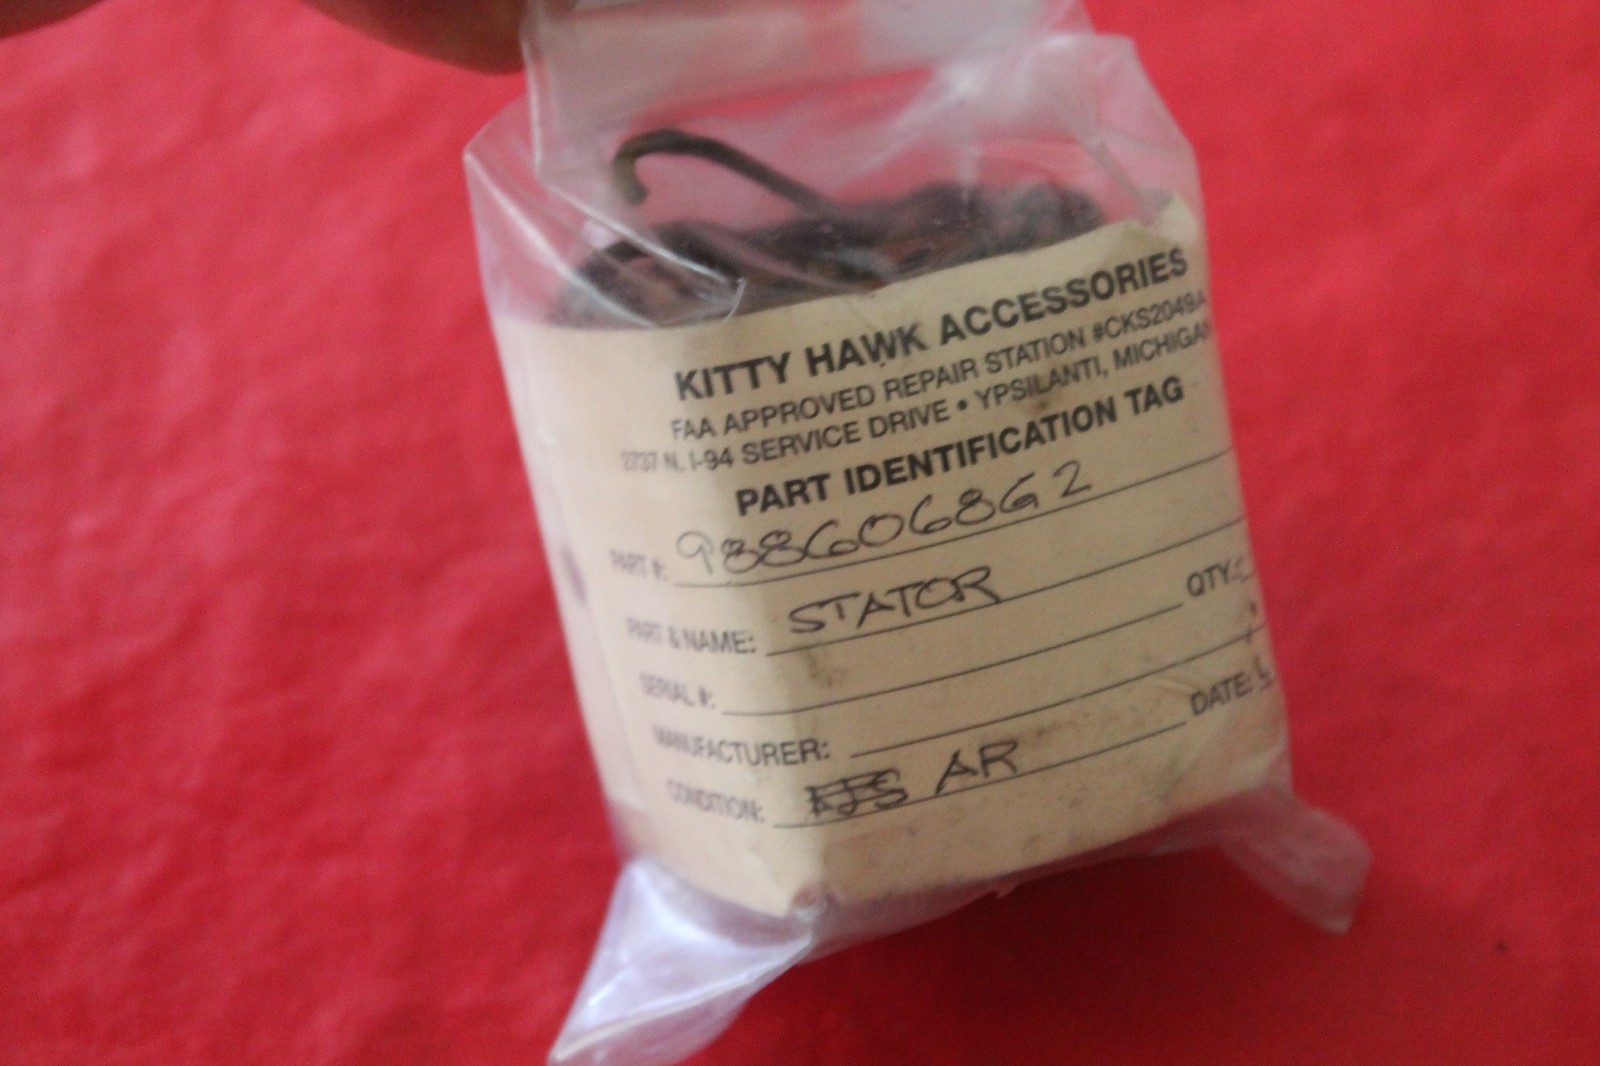 KITTY HAWK ACCESSORIES
FAA APPROVED REPAIR STATION #CKS2049A
2737 N. I-94 SERVICE DRIVE • YPSILANTI, MICHIGAN
PART IDENTIFICATION TAG
PART #: 988606862
PART & NAME: STATOR
SERIAL #: QTY.:
MANUFACTURER:
CONDITION: AR DATE: